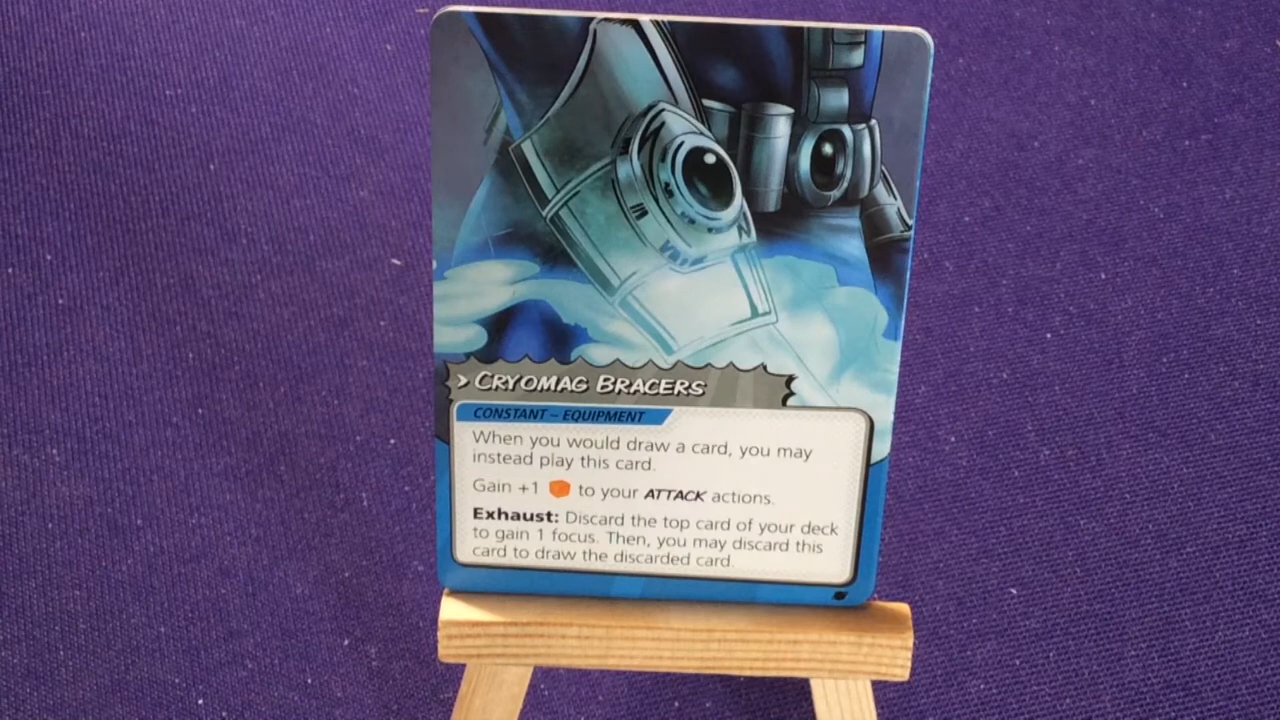 > CRYOMAG BRACERS
CONSTANT – EQUIPMENT
When you would draw a card, you may
instead play this card.
Gain +1 to your ATTACK actions.
Exhaust: Discard the top card of your deck
to gain 1 focus. Then, you may discard this
card to draw the discarded card.